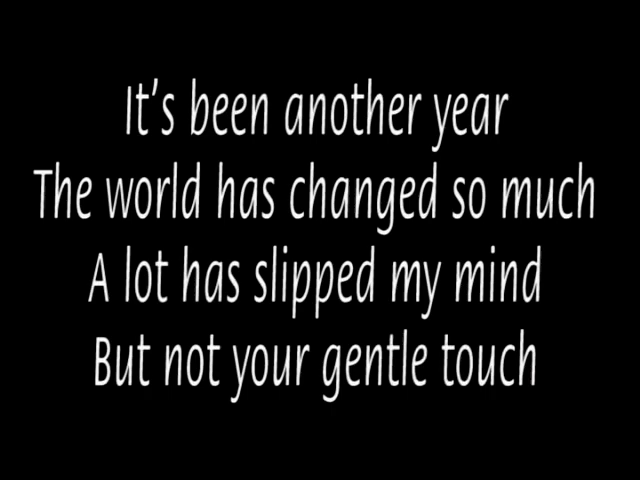 It's been another year
The world has changed so much
A lot has slipped my mind
But not your gentle touch